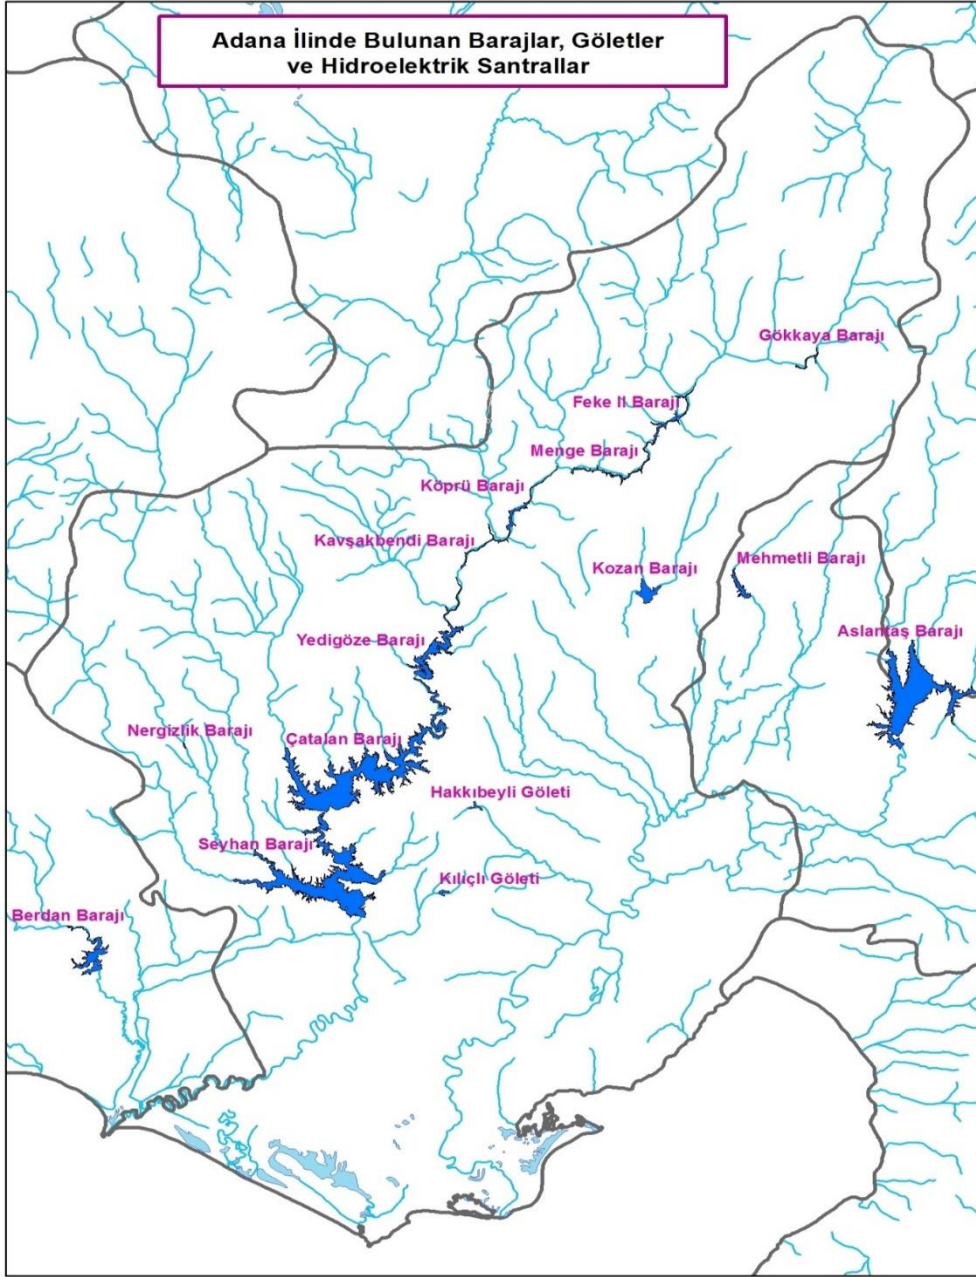 Adana İlinde Bulunan Barajlar, Göletler
ve Hidroelektrik Santrallar
Gökkaya Barajı
Feke II Barajı
Menge Barajı
Köprü Barajı
Kavşakbendi Barajı
Kozan Barajı
Mehmetli Barajı
Aslantaş Barajı
Yedigöze Barajı
Nergizlik Barajı
Çatalan Barajı
Hakkıbeyli Göleti
Seyhan Barajı
Kılıçlı Göleti
Berdan Barajı